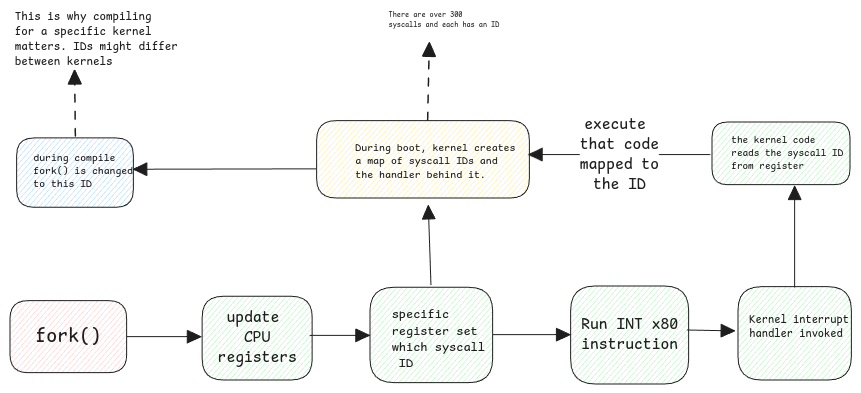 This is why compiling
for a specific kernel
matters. IDs might differ
between kernels
There are over 300
syscalls and each has an ID
during compile
fork() is changed
to this ID
During boot, kernel creates
a map of syscall IDs and
the handler behind it.
execute
that code
mapped to
the ID
the kernel code
reads the syscall ID
from register
fork()
update
CPU
registers
specific
register set
which syscall
ID
Run INT x80
instruction
Kernel interrupt
handler invoked